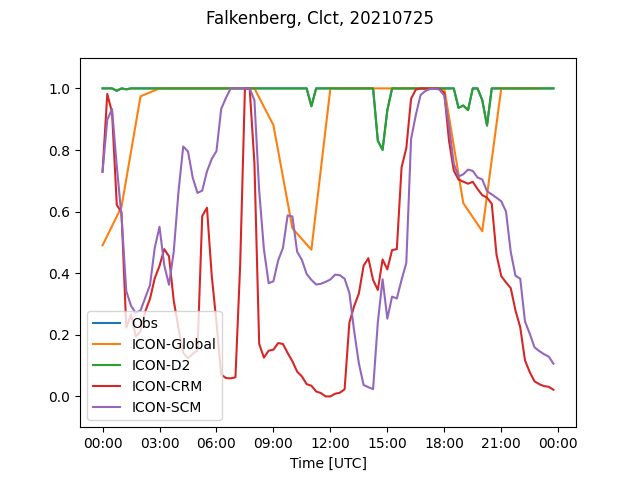 Falkenberg, Clct, 20210725
1.0
0.8
0.6
0.4
0.2
0.0
Obs
ICON-Global
ICON-D2
ICON-CRM
ICON-SCM
00:00 03:00 06:00 09:00 12:00 15:00 18:00 21:00 00:00
Time [UTC]